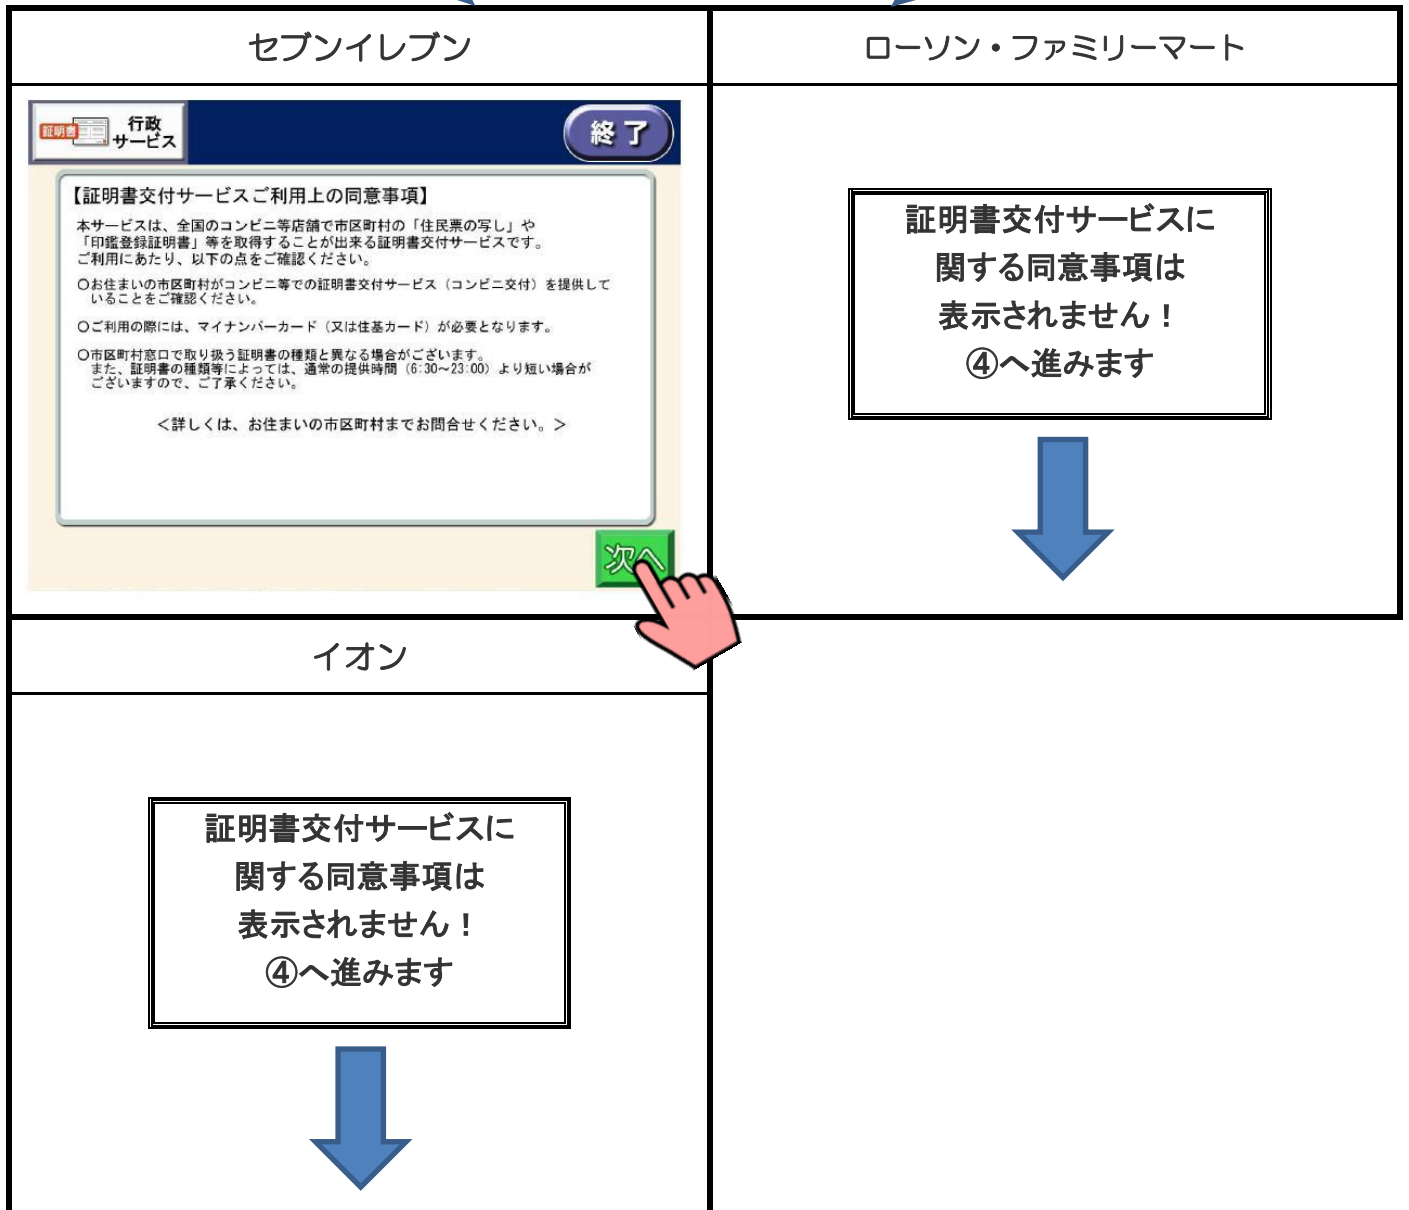 セブンイレブン
ローソン・ファミリーマート
証明書
行政
サービス
終了
【証明書交付サービスご利用上の同意事項】
本サービスは、全国のコンビニ等店舗で市区町村の「住民票の写し」や
「印鑑登録証明書」等を取得することが出来る証明書交付サービスです。
ご利用にあたり、以下の点をご確認ください。
○お住まいの市区町村がコンビニ等での証明書交付サービス（コンビニ交付）を提供して
いることをご確認ください。
○ご利用の際には、マイナンバーカード（又は住基カード）が必要となります。
○市区町村窓口で取り扱う証明書の種類と異なる場合がございます。
また、証明書の種類等によっては、通常の提供時間（6:30～23:00）より短い場合が
ございますので、ご了承ください。
＜詳しくは、お住まいの市区町村までお問合せください。＞
次へ
証明書交付サービスに
関する同意事項は
表示されません！
④へ進みます
イオン
証明書交付サービスに
関する同意事項は
表示されません！
④へ進みます